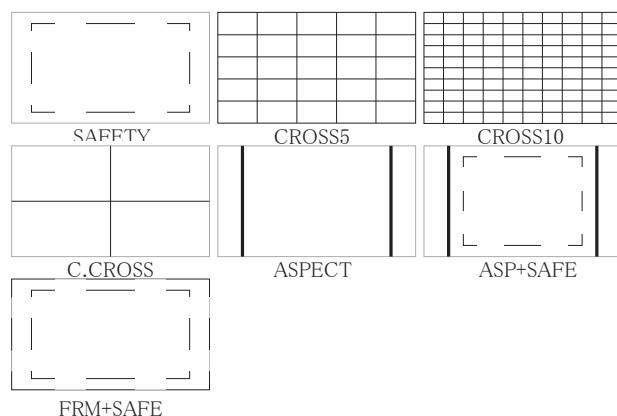 SAFETY
CROSS5
CROSS10
C.CROSS
ASPECT
ASP+SAFE
FRM+SAFE